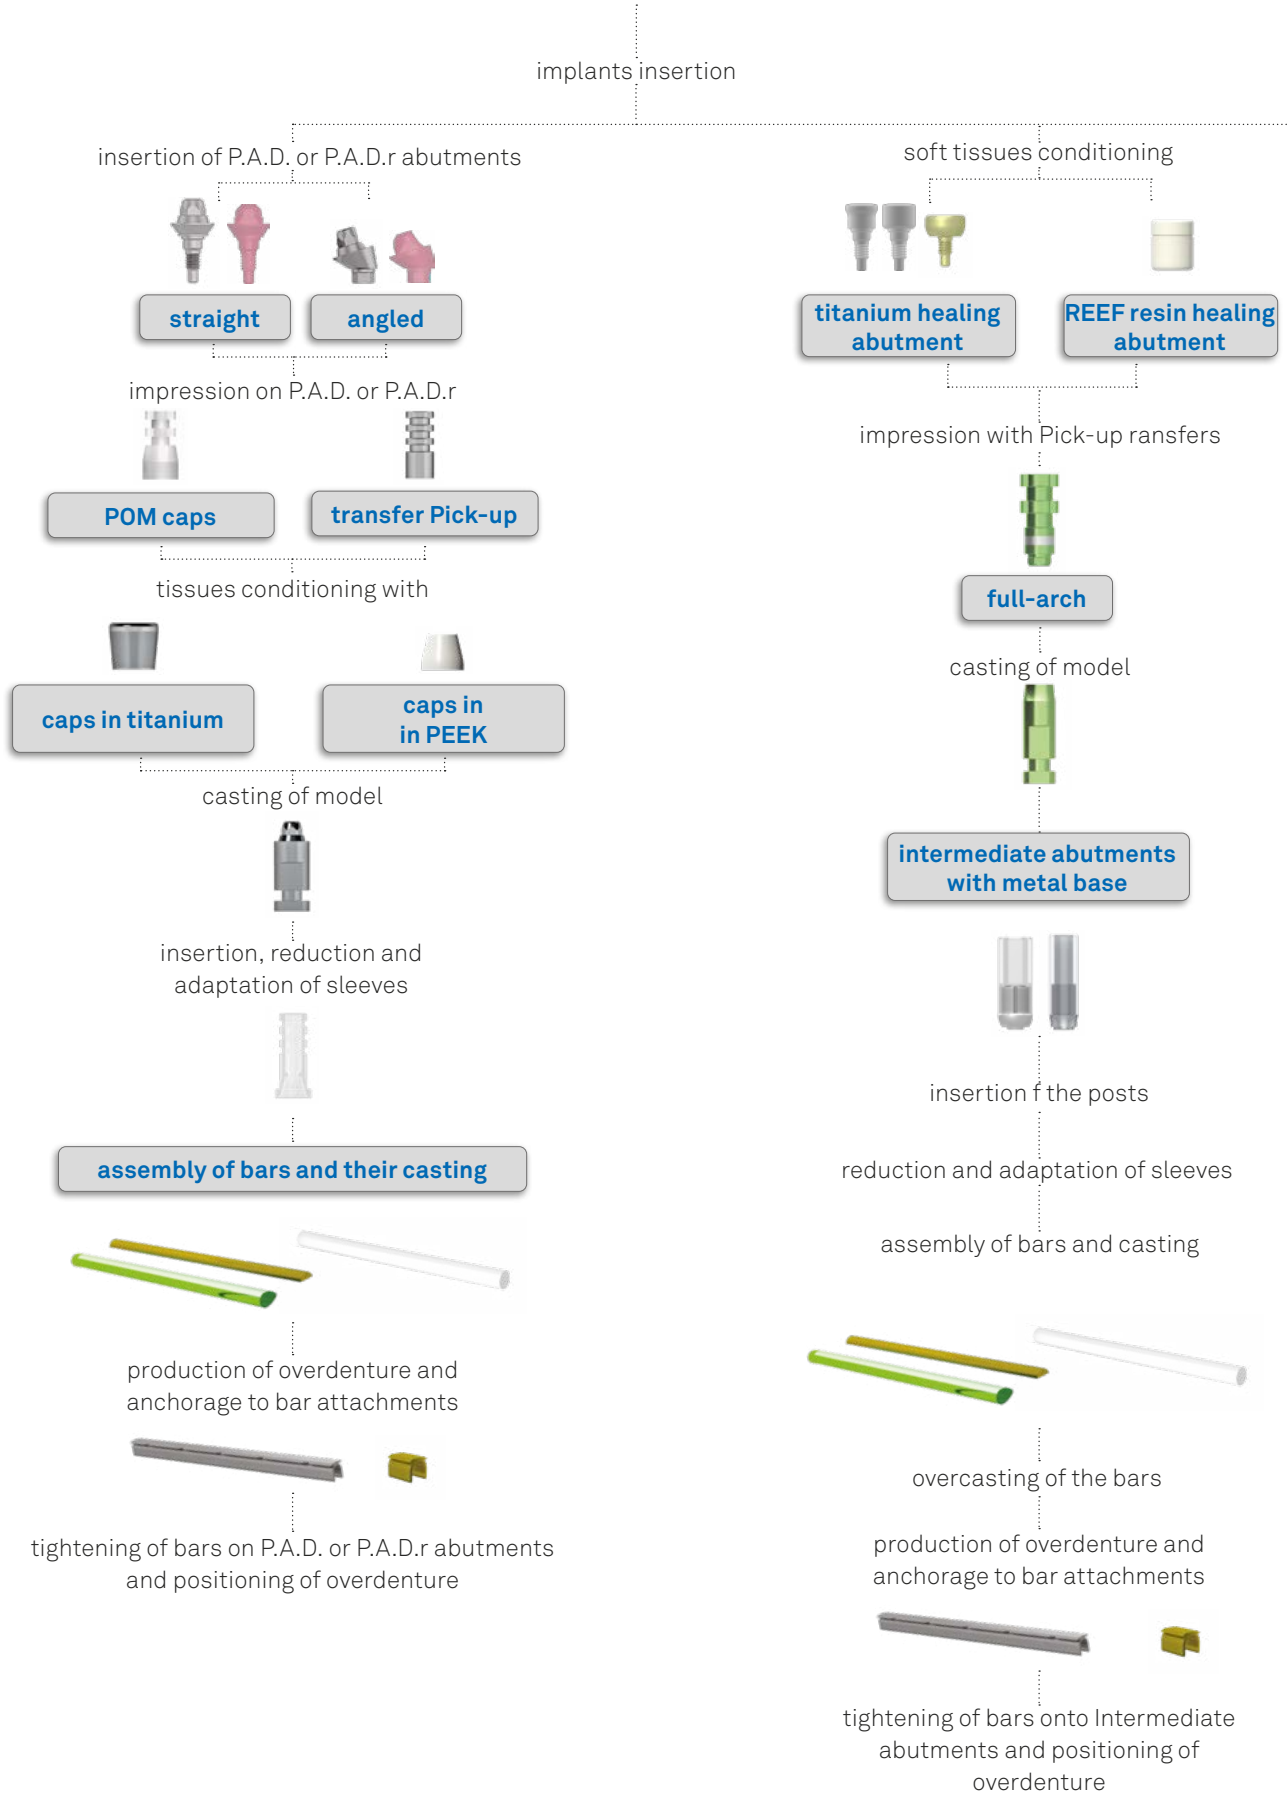 implants insertion
insertion of P.A.D. or P.A.D.r abutments
straight
angled
impression on P.A.D. or P.A.D.r
POM caps
transfer Pick-up
tissues conditioning with
caps in titanium
caps in
in PEEK
casting of model
insertion, reduction and
adaptation of sleeves
assembly of bars and their casting
production of overdenture and
anchorage to bar attachments
tightening of bars on P.A.D. or P.A.D.r abutments
and positioning of overdenture
soft tissues conditioning
titanium healing
abutment
REEF resin healing
abutment
impression with Pick-up ransfers
full-arch
casting of model
intermediate abutments
with metal base
insertion f the posts
reduction and adaptation of sleeves
assembly of bars and casting
overcasting of the bars
production of overdenture and
anchorage to bar attachments
tightening of bars onto Intermediate
abutments and positioning of
overdenture